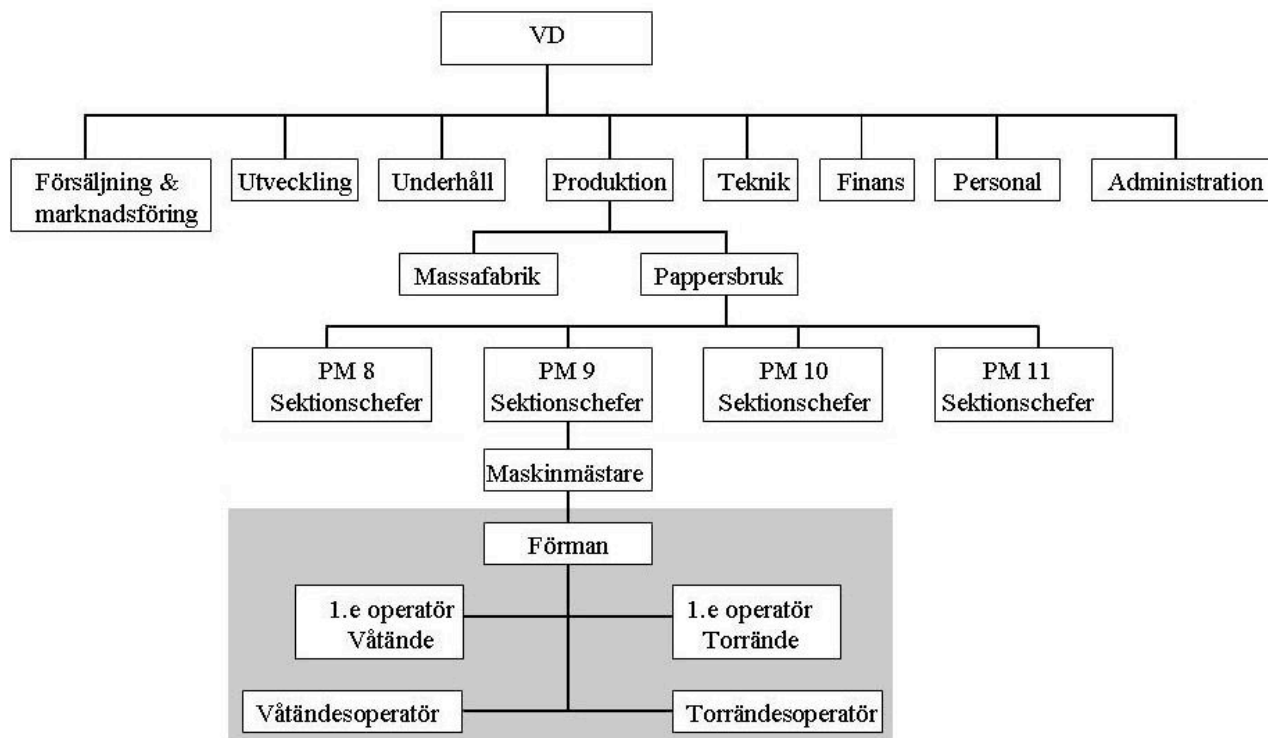 VD
Försäljning &
marknadsföring
Utveckling
Underhåll
Produktion
Teknik
Finans
Personal
Administration
Massafabrik
Pappersbruk
PM 8
Sektionschefer
PM 9
Sektionschefer
PM 10
Sektionschefer
PM 11
Sektionschefer
Maskinmästare
Förman
1.e operatör
Våtände
1.e operatör
Torrände
Våtändesoperatör
Torrändesoperatör